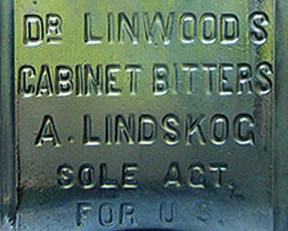 DR LINWOODS
CABINET BITTERS
A. LINDSKOG
SOLE AGT.
FOR U S.